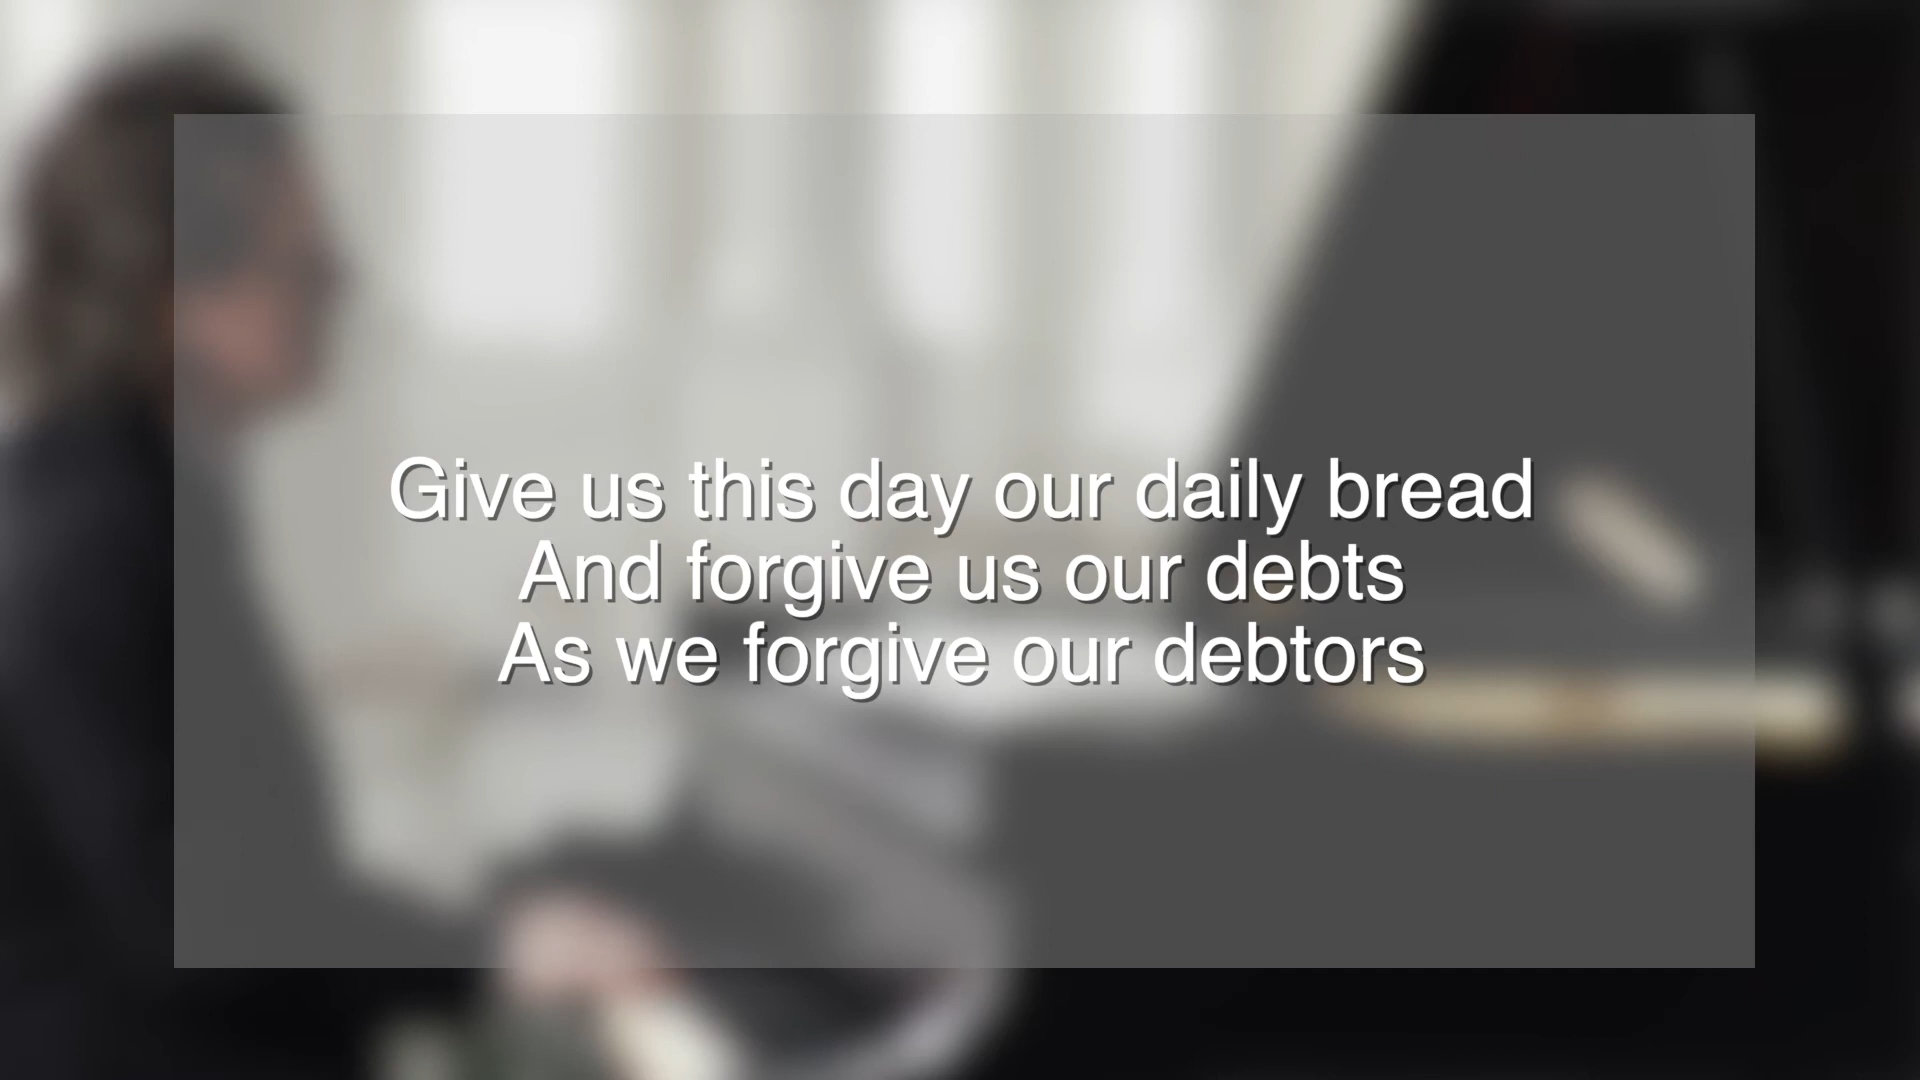 Give us this day our daily bread
And forgive us our debts
As we forgive our debtors